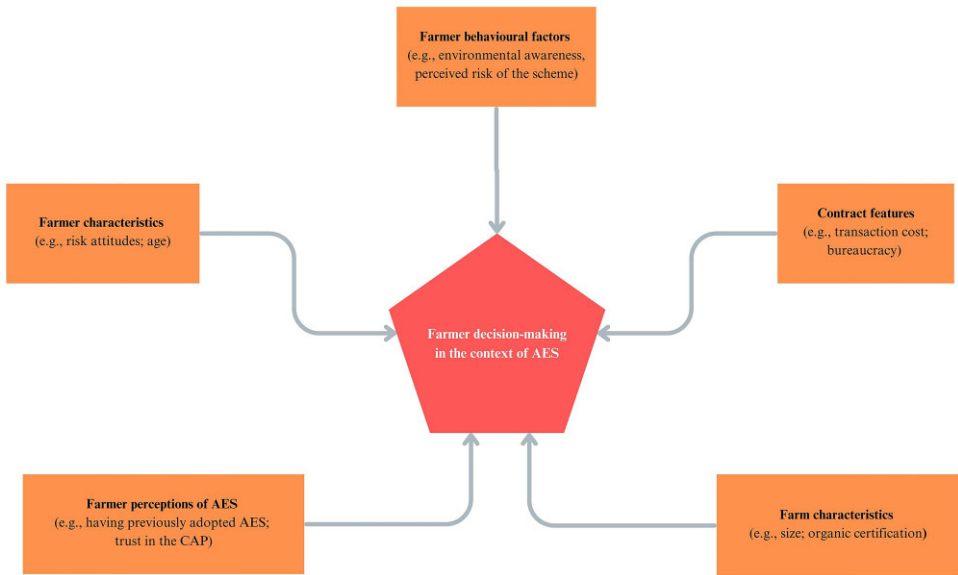 Farmer behavioural factors
(e.g., environmental awareness,
perceived risk of the scheme)
Farmer characteristics
(e.g., risk attitudes; age)
Contract features
(e.g., transaction cost;
bureaucracy)
Farmer decision-making
in the context of AES
Farmer perceptions of AES
(e.g., having previously adopted AES;
trust in the CAP)
Farm characteristics
(e.g., size; organic certification)